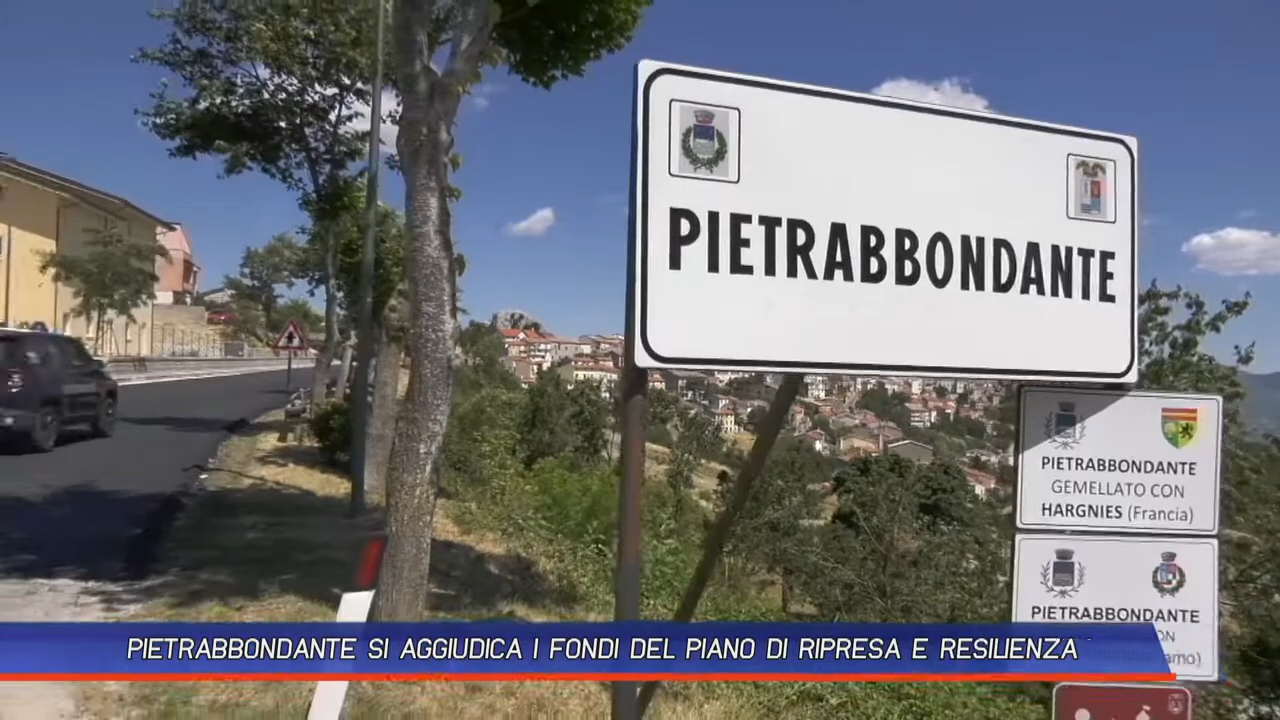 PIETRABBONDANTE
PIETRABBONDANTE
GEMELLATO CON
HARGNIES (Francia)
PIETRABBONDANTE
PIETRABBONDANTE SI AGGIUDICA I FONDI DEL PIANO DI RIPRESA E RESILIENZA